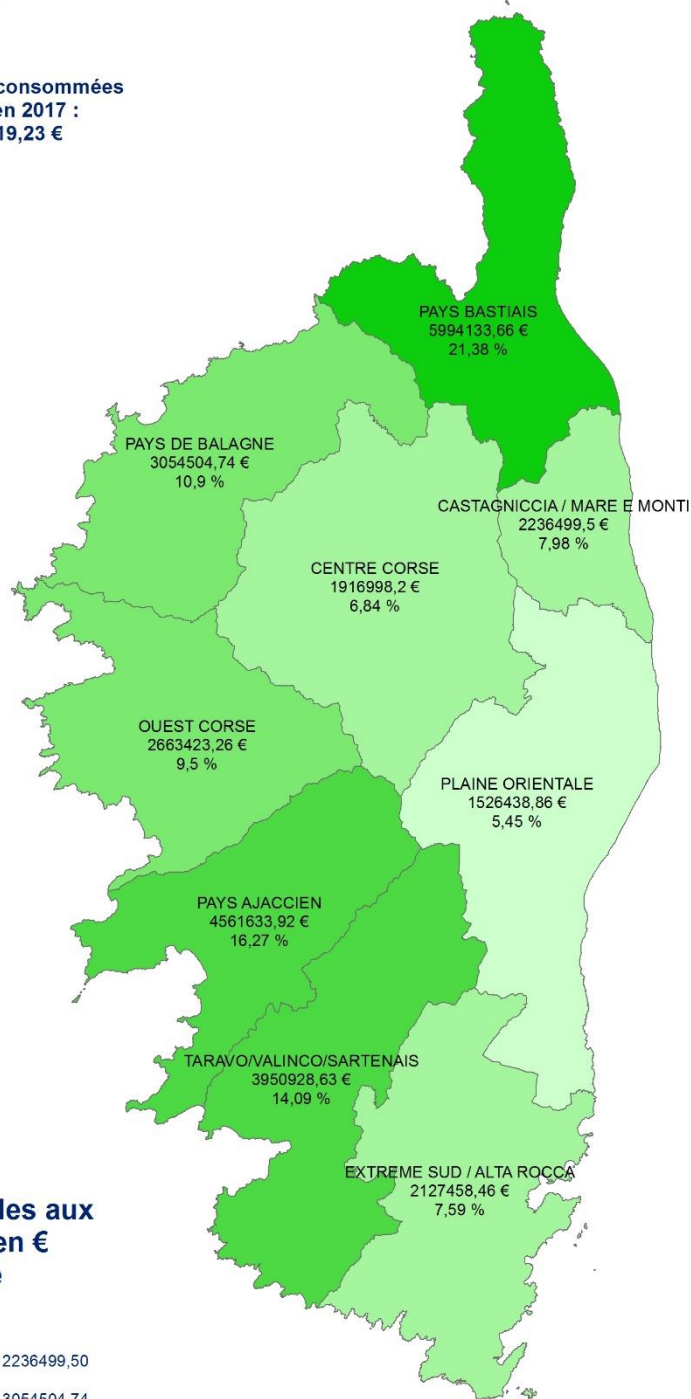 consommées
en 2017 :
19,23 €
PAYS BASTIAIS
5994133,66 €
21,38 %
PAYS DE BALAGNE
3054504,74 €
10,9 %
CASTAGNICCIA / MARE E MONTI
2236499,5 €
7,98 %
CENTRE CORSE
1916998,2 €
6,84 %
OUEST CORSE
2663423,26 €
9,5 %
PLAINE ORIENTALE
1526438,86 €
5,45 %
PAYS AJACCIEN
4561633,92 €
16,27 %
TARAVO/VALINCO/SARTENAIS
3950928,63 €
14,09 %
EXTREME SUD / ALTA ROCCA
2127458,46 €
7,59 %
les aux
en €
2236499,50
3054504,74